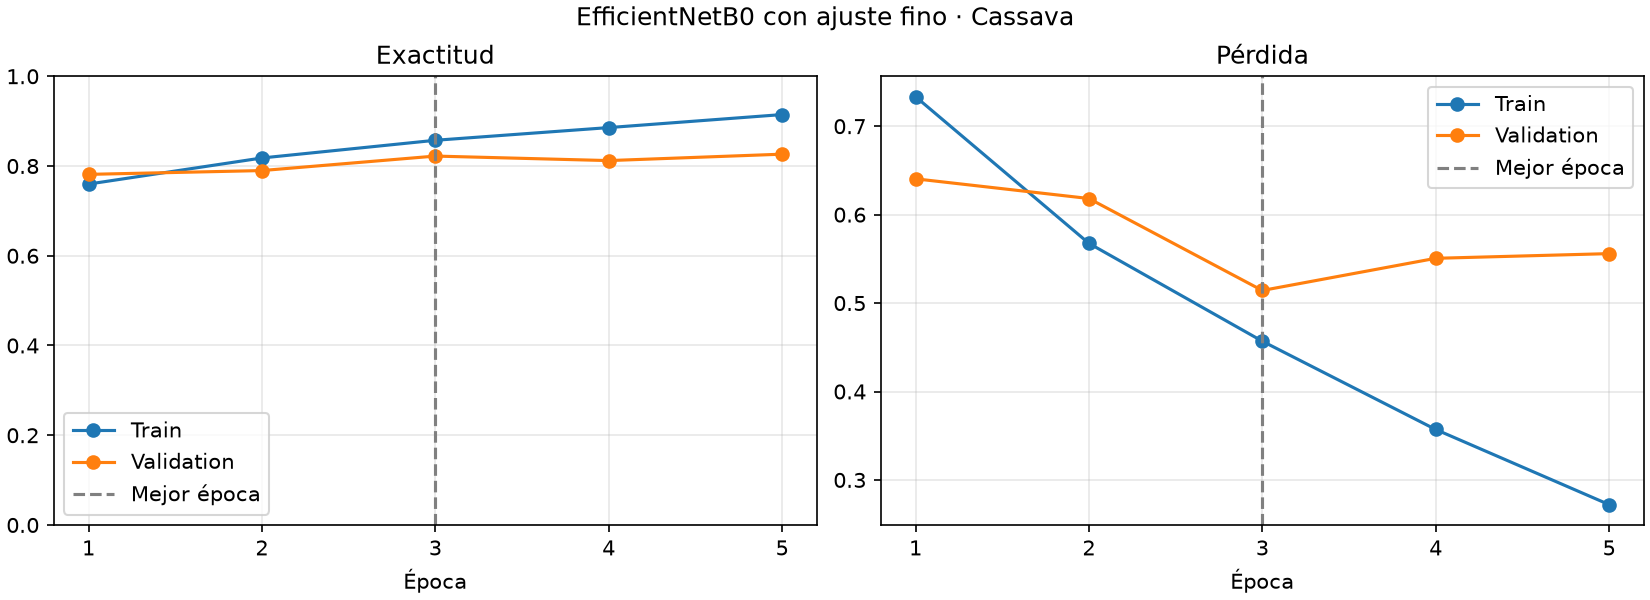 EfficientNetB0 con ajuste fino · Cassava
Exactitud
1.0
0.8
0.6
0.4
0.2
0.0
Train
Validation
Mejor época
1 2 3 4 5
Época
Pérdida
0.7
0.6
0.5
0.4
0.3
Train
Validation
Mejor época
1 2 3 4 5
Época